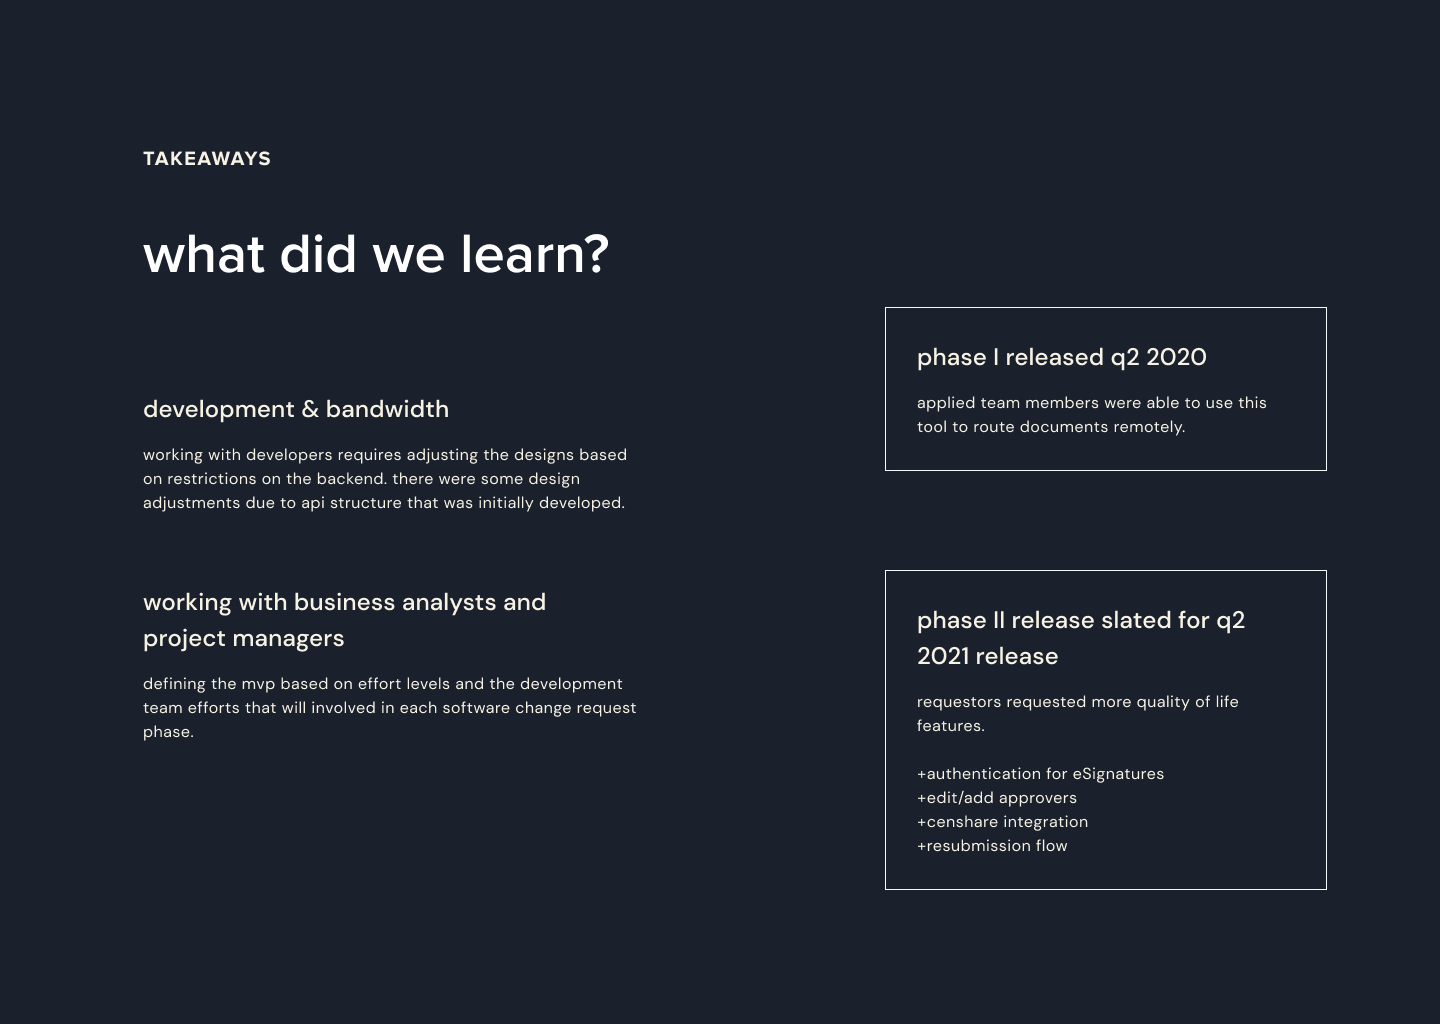 TAKEAWAYS
what did we learn?
development & bandwidth
working with developers requires adjusting the designs based
on restrictions on the backend. there were some design
adjustments due to api structure that was initially developed.
working with business analysts and
project managers
defining the mvp based on effort levels and the development
team efforts that will involved in each software change request
phase.
phase I released q2 2020
applied team members were able to use this
tool to route documents remotely.
phase II release slated for q2
2021 release
requestors requested more quality of life
features.
+authentication for eSignatures
+edit/add approvers
+censhare integration
+resubmission flow